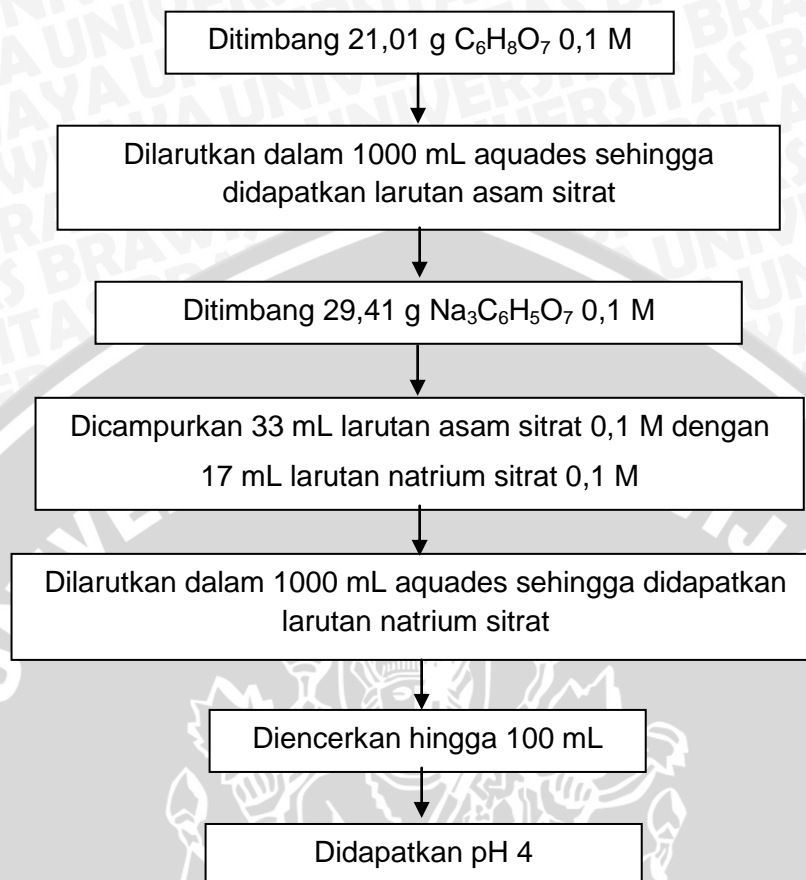 Ditimbang 21,01 g C₆H₈O₇ 0,1 M
Dilarutkan dalam 1000 mL aquades sehingga
didapatkan larutan asam sitrat
Ditimbang 29,41 g Na₃C₆H₅O₇ 0,1 M
Dicampurkan 33 mL larutan asam sitrat 0,1 M dengan
17 mL larutan natrium sitrat 0,1 M
Dilarutkan dalam 1000 mL aquades sehingga didapatkan
larutan natrium sitrat
Diencerkan hingga 100 mL
Didapatkan pH 4